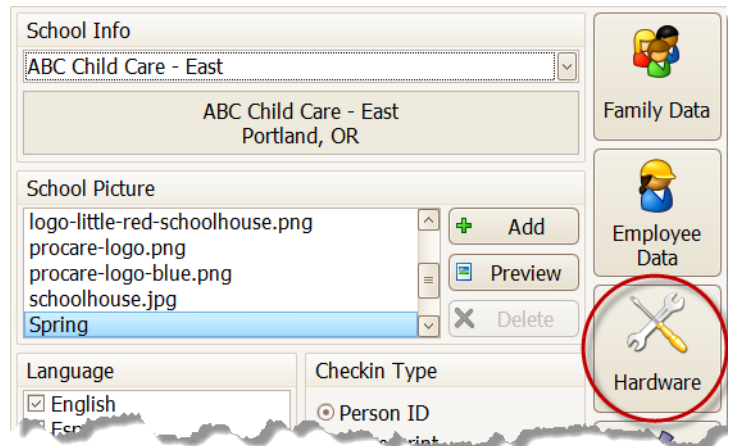 School Info
ABC Child Care - East
ABC Child Care - East
Portland, OR
School Picture
logo-little-red-schoolhouse.png
procare-logo.png
procare-logo-blue.png
schoolhouse.jpg
Spring
Add
Preview
Delete
Language
English
Checkin Type
Person ID
Family Data
Employee
Data
Hardware